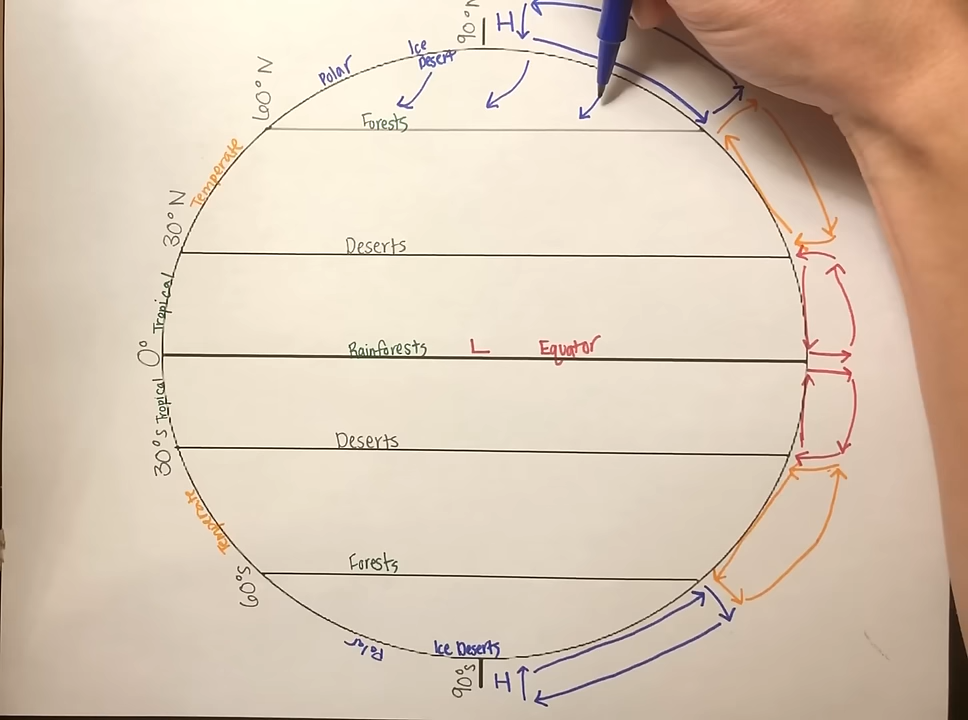 90°N
H
Ice
Desert
Polar
60°N
Forests
Temperate
30°N
Deserts
Tropical
0°
Rainforests L Equator
Tropical
30°S
Deserts
Temperate
Forests
60°S
Polar
Ice Deserts
90°S
H